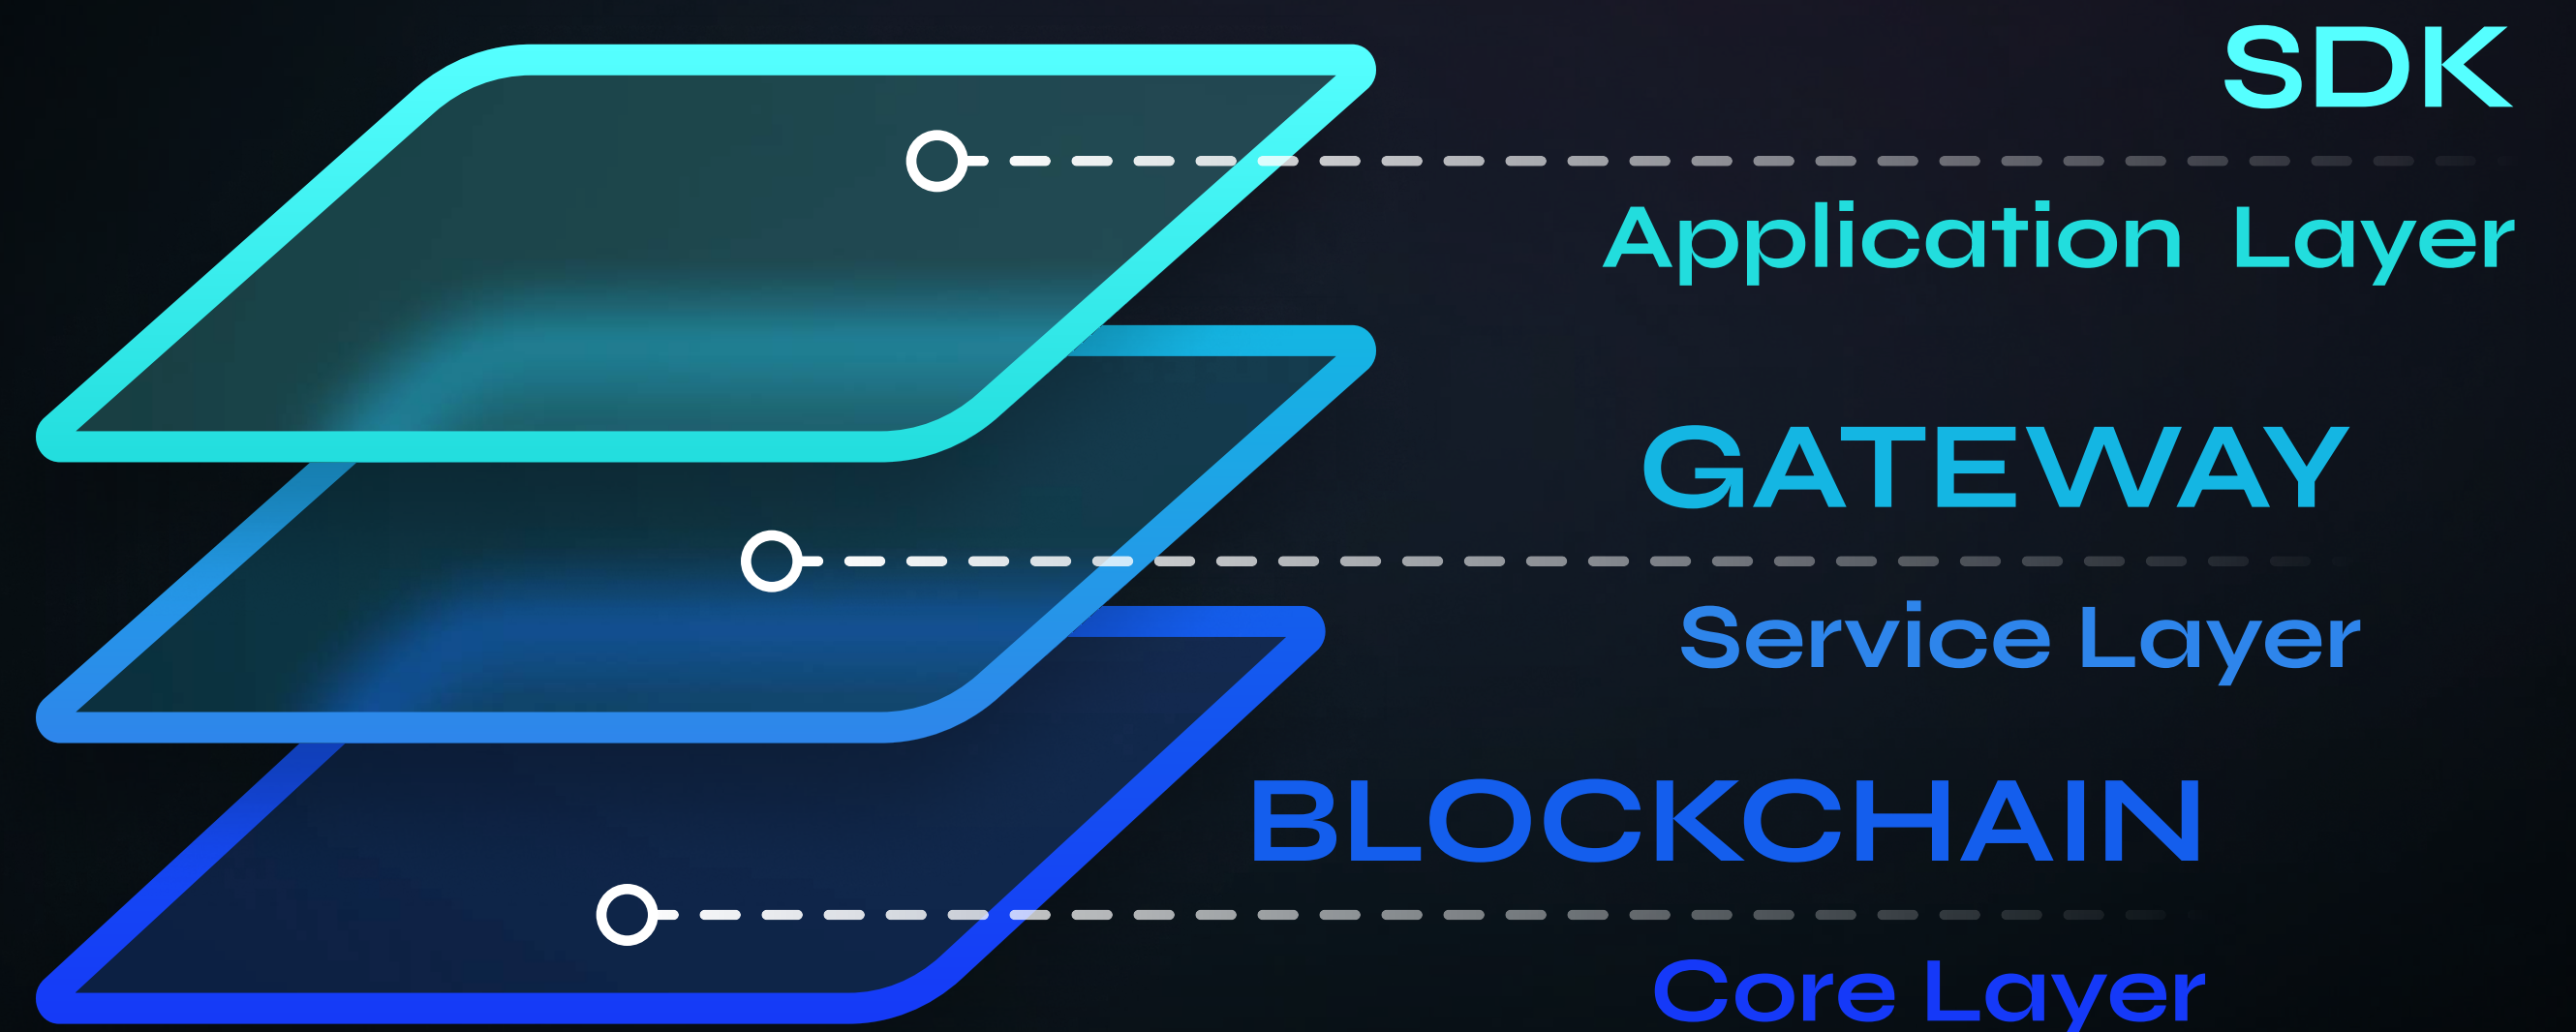 SDK
Application Layer
GATEWAY
Service Layer
BLOCKCHAIN
Core Layer